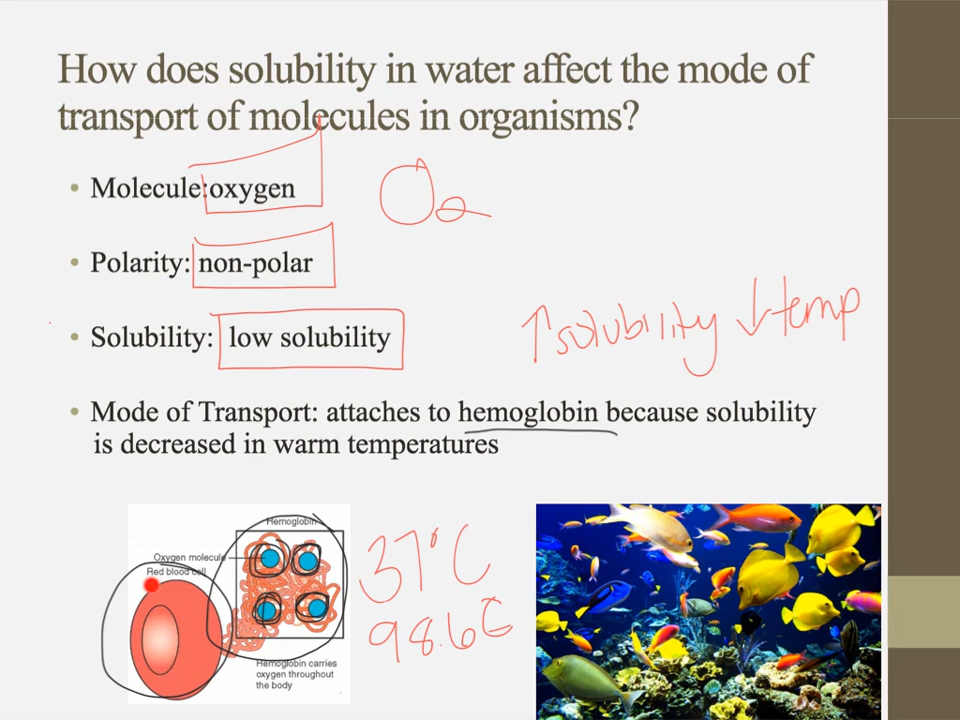 How does solubility in water affect the mode of
transport of molecules in organisms?
• Molecule:oxygen
O₂
• Polarity: non-polar
• Solubility: low solubility
↑solubility ↓temp
• Mode of Transport: attaches to hemoglobin because solubility
is decreased in warm temperatures
Hemoglobin
Oxygen molecule
Red blood cell
Hemoglobin carries
oxygen throughout
the body
37°C
98.6